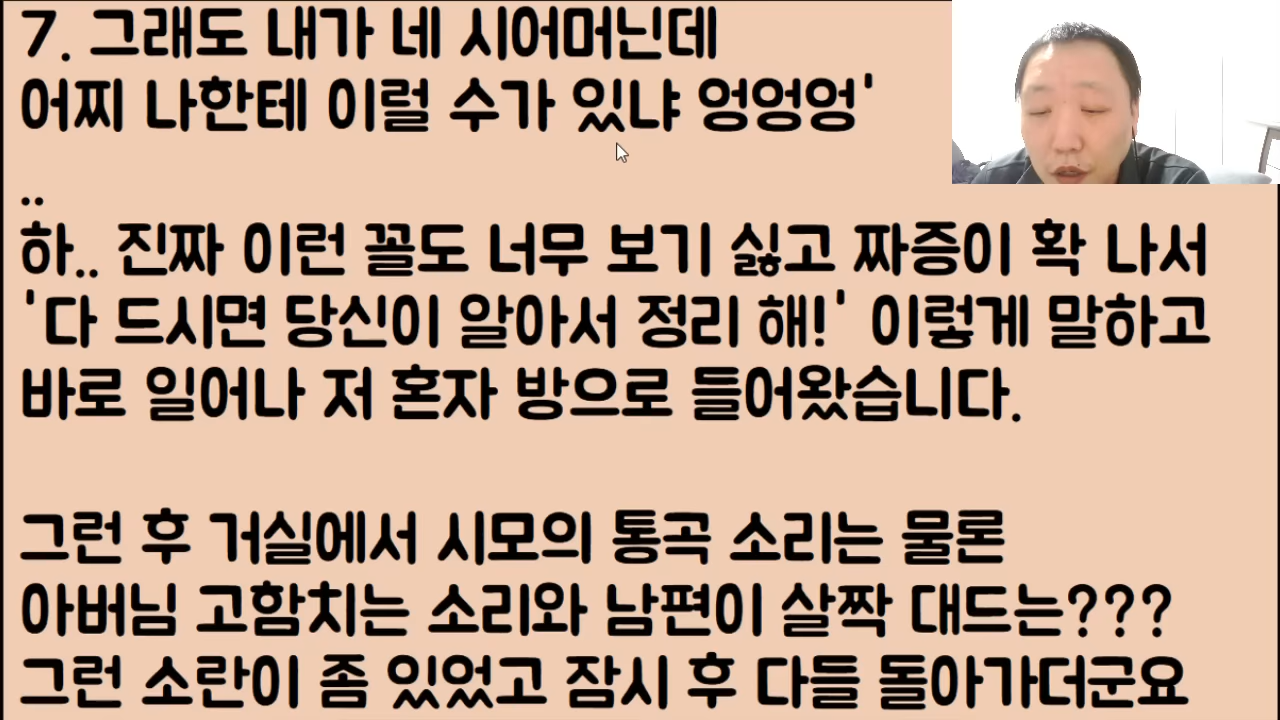 7. 그래도 내가 네 시어머닌데
어찌 나한테 이럴 수가 있냐 엉엉엉'
..
하.. 진짜 이런 꼴도 너무 보기 싫고 짜증이 확 나서
'다 드시면 당신이 알아서 정리 해!' 이렇게 말하고
바로 일어나 저 혼자 방으로 들어왔습니다.
그런 후 거실에서 시모의 통곡 소리는 물론
아버님 고함치는 소리와 남편이 살짝 대드는???
그런 소란이 좀 있었고 잠시 후 다들 돌아가더군요